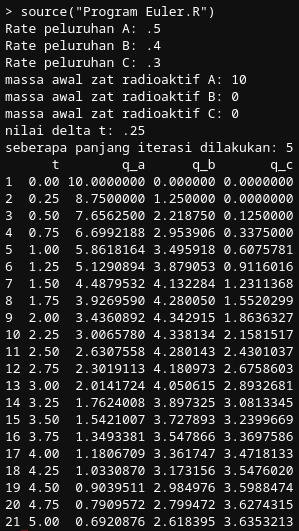 > source("Program Euler.R")
Rate peluruhan A: .5
Rate peluruhan B: .4
Rate peluruhan C: .3
massa awal zat radioaktif A: 10
massa awal zat radioaktif B: 0
massa awal zat radioaktif C: 0
nilai delta t: .25
seberapa panjang iterasi dilakukan: 5
t q_a q_b q_c
1 0.00 10.0000000 0.000000 0.0000000
2 0.25 8.7500000 1.250000 0.0000000
3 0.50 7.6562500 2.218750 0.1250000
4 0.75 6.6992188 2.953906 0.3375000
5 1.00 5.8618164 3.495918 0.6075781
6 1.25 5.1290894 3.879053 0.9116016
7 1.50 4.4879532 4.132284 1.2311368
8 1.75 3.9269590 4.280050 1.5520299
9 2.00 3.4360892 4.342915 1.8636327
10 2.25 3.0065780 4.338134 2.1581517
11 2.50 2.6307558 4.280143 2.4301037
12 2.75 2.3019113 4.180973 2.6758603
13 3.00 2.0141724 4.050615 2.8932681
14 3.25 1.7624008 3.897325 3.0813345
15 3.50 1.5421007 3.727893 3.2399669
16 3.75 1.3493381 3.547866 3.3697586
17 4.00 1.1806709 3.361747 3.4718133
18 4.25 1.0330870 3.173156 3.5476020
19 4.50 0.9039511 2.984976 3.5988474
20 4.75 0.7909572 2.799472 3.6274315
21 5.00 0.6920876 2.618395 3.6353213